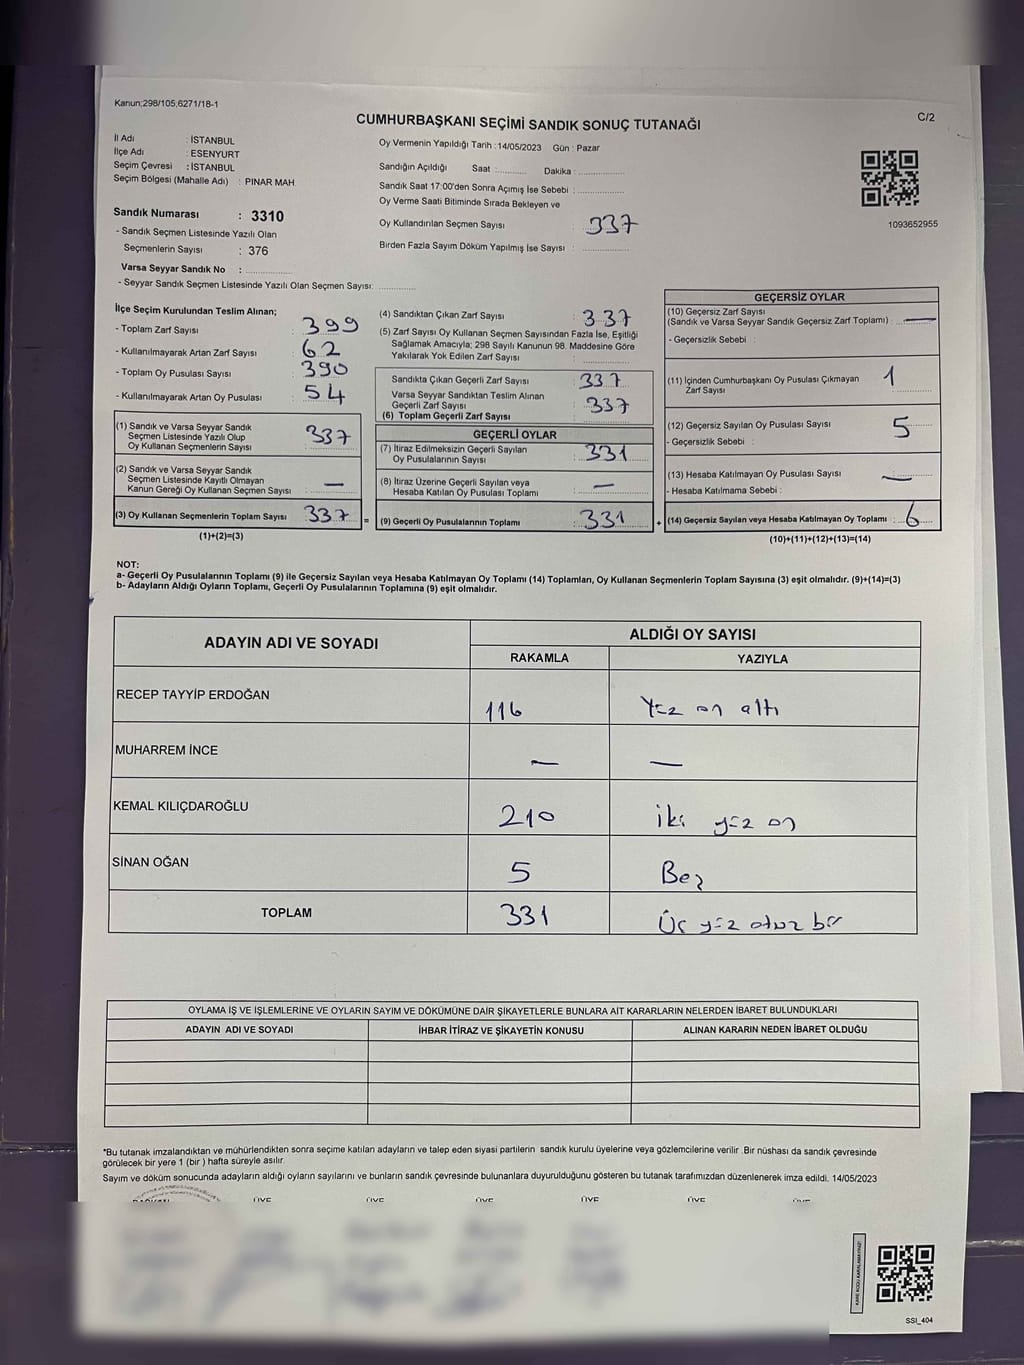 Kanun;298/105,6271/18-1
C/2
CUMHURBAŞKANI SEÇİMİ SANDIK SONUÇ TUTANAĞI
İl Adı : İSTANBUL
İlçe Adı : ESENYURT
Seçim Çevresi : İSTANBUL
Seçim Bölgesi (Mahalle Adı) : PINAR MAH.
Oy Vermenin Yapıldığı Tarih : 14/05/2023 Gün : Pazar
Sandığın Açıldığı Saat : ............ Dakika : ..................
Sandık Saat 17:00'den Sonra Açımış İse Sebebi : ..................
Oy Verme Saati Bitiminde Sırada Bekleyen ve
Oy Kullandırılan Seçmen Sayısı : 337
Birden Fazla Sayım Döküm Yapılmış İse Sayısı : ..................
1093652955
Sandık Numarası : 3310
- Sandık Seçmen Listesinde Yazılı Olan
Seçmenlerin Sayısı : 376
Varsa Seyyar Sandık No : ..................
- Seyyar Sandık Seçmen Listesinde Yazılı Olan Seçmen Sayısı: ..............
İlçe Seçim Kurulundan Teslim Alınan;
- Toplam Zarf Sayısı : 399
- Kullanılmayarak Artan Zarf Sayısı : 62
- Toplam Oy Pusulası Sayısı : 390
- Kullanılmayarak Artan Oy Pusulası : 54
(1) Sandık ve Varsa Seyyar Sandık
Seçmen Listesinde Yazılı Olup
Oy Kullanan Seçmenlerin Sayısı : 337
(2) Sandık ve Varsa Seyyar Sandık
Seçmen Listesinde Kayıtlı Olmayan
Kanun Gereği Oy Kullanan Seçmen Sayısı : —
(3) Oy Kullanan Seçmenlerin Toplam Sayısı : 337
(1)+(2)=(3)
(4) Sandıktan Çıkan Zarf Sayısı : 337
(5) Zarf Sayısı Oy Kullanan Seçmen Sayısından Fazla İse, Eşitliği
Sağlamak Amacıyla; 298 Sayılı Kanunun 98. Maddesine Göre
Yakılarak Yok Edilen Zarf Sayısı : ..................
Sandıkta Çıkan Geçerli Zarf Sayısı : 337
Varsa Seyyar Sandıktan Teslim Alınan
Geçerli Zarf Sayısı : 337
(6) Toplam Geçerli Zarf Sayısı
GEÇERLİ OYLAR
(7) İtiraz Edilmeksizin Geçerli Sayılan
Oy Pusulalarının Sayısı : 331
(8) İtiraz Üzerine Geçerli Sayılan veya
Hesaba Katılan Oy Pusulası Toplamı : —
= (9) Geçerli Oy Pusulalarının Toplamı : 331
GEÇERSİZ OYLAR
(10) Geçersiz Zarf Sayısı
(Sandık ve Varsa Seyyar Sandık Geçersiz Zarf Toplamı) : —
- Geçersizlik Sebebi :
(11) İçinden Cumhurbaşkanı Oy Pusulası Çıkmayan
Zarf Sayısı : 1
(12) Geçersiz Sayılan Oy Pusulası Sayısı : 5
- Geçersizlik Sebebi :
(13) Hesaba Katılmayan Oy Pusulası Sayısı : —
- Hesaba Katılmama Sebebi :
+ (14) Geçersiz Sayılan veya Hesaba Katılmayan Oy Toplamı : 6
(10)+(11)+(12)+(13)=(14)
NOT:
a- Geçerli Oy Pusulalarının Toplamı (9) ile Geçersiz Sayılan veya Hesaba Katılmayan Oy Toplamı (14) Toplamları, Oy Kullanan Seçmenlerin Toplam Sayısına (3) eşit olmalıdır. (9)+(14)=(3)
b- Adayların Aldığı Oyların Toplamı, Geçerli Oy Pusulalarının Toplamına (9) eşit olmalıdır.
ADAYIN ADI VE SOYADI
ALDIĞI OY SAYISI
RAKAMLA YAZIYLA
RECEP TAYYİP ERDOĞAN 116 Yüz on altı
MUHARREM İNCE — —
KEMAL KILIÇDAROĞLU 210 iki yüz on
SİNAN OĞAN 5 Beş
TOPLAM 331 Üç yüz otuz bir
OYLAMA İŞ VE İŞLEMLERİNE VE OYLARIN SAYIM VE DÖKÜMÜNE DAİR ŞİKAYETLERLE BUNLARA AİT KARARLARIN NELERDEN İBARET BULUNDUKLARI
ADAYIN ADI VE SOYADI İHBAR İTİRAZ VE ŞİKAYETİN KONUSU ALINAN KARARIN NEDEN İBARET OLDUĞU
*Bu tutanak imzalandıktan ve mühürlendikten sonra seçime katılan adayların ve talep eden siyasi partilerin sandık kurulu üyelerine veya gözlemcilerine verilir .Bir nüshası da sandık çevresinde
görülecek bir yere 1 (bir ) hafta süreyle asılır.
Sayım ve döküm sonucunda adayların aldığı oyların sayılarını ve bunların sandık çevresinde bulunanlara duyurulduğunu gösteren bu tutanak tarafımızdan düzenlenerek imza edildi. 14/05/2023
ÜYE ÜYE ÜYE ÜYE ÜYE
SSI_404